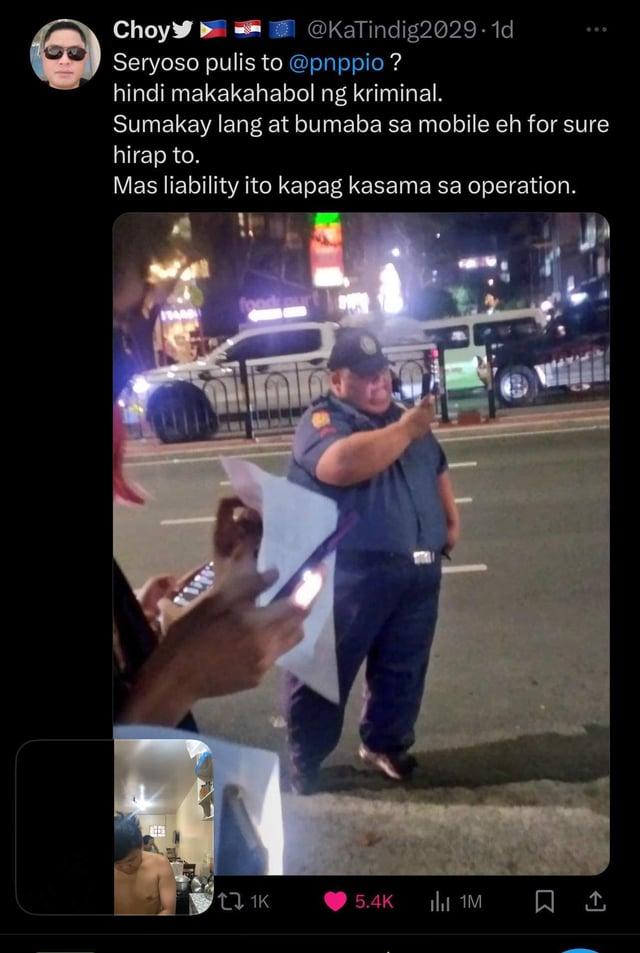 Choy @KaTindig2029 · 1d
Seryoso pulis to @pnppio ?
hindi makakahabol ng kriminal.
Sumakay lang at bumaba sa mobile eh for sure
hirap to.
Mas liability ito kapag kasama sa operation.
1K 5.4K 1M